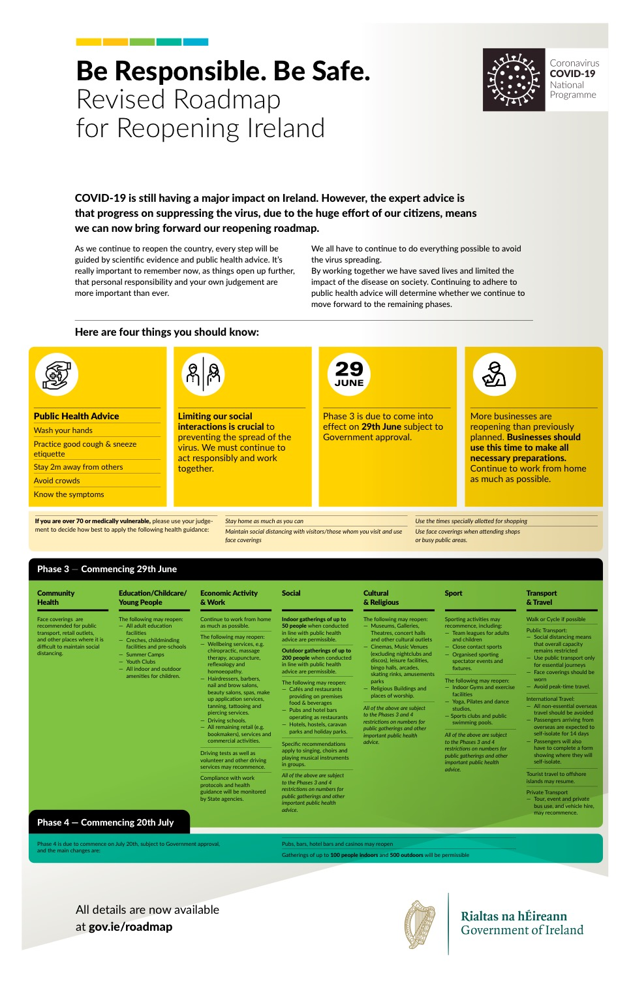 Be Responsible. Be Safe.
Revised Roadmap
for Reopening Ireland
Coronavirus
COVID-19
National
Programme
COVID-19 is still having a major impact on Ireland. However, the expert advice is
that progress on suppressing the virus, due to the huge effort of our citizens, means
we can now bring forward our reopening roadmap.
As we continue to reopen the country, every step will be
guided by scientific evidence and public health advice. It's
really important to remember now, as things open up further,
that personal responsibility and your own judgement are
more important than ever.
We all have to continue to do everything possible to avoid
the virus spreading.
By working together we have saved lives and limited the
impact of the disease on society. Continuing to adhere to
public health advice will determine whether we continue to
move forward to the remaining phases.
Here are four things you should know:
Public Health Advice
Wash your hands
Practice good cough & sneeze
etiquette
Stay 2m away from others
Avoid crowds
Know the symptoms
Limiting our social
interactions is crucial to
preventing the spread of the
virus. We must continue to
act responsibly and work
together.
29
JUNE
Phase 3 is due to come into
effect on 29th June subject to
Government approval.
More businesses are
reopening than previously
planned. Businesses should
use this time to make all
necessary preparations.
Continue to work from home
as much as possible.
If you are over 70 or medically vulnerable, please use your judge-
ment to decide how best to apply the following health guidance:
Stay home as much as you can
Maintain social distancing with visitors/those whom you visit and use
face coverings
Use the times specially allotted for shopping
Use face coverings when attending shops
or busy public areas.
Phase 3 — Commencing 29th June
Community
Health
Face coverings are
recommended for public
transport, retail outlets,
and other places where it is
difficult to maintain social
distancing.
Education/Childcare/
Young People
The following may reopen:
— All adult education
facilities
— Creches, childminding
facilities and pre-schools
— Summer Camps
— Youth Clubs
— All indoor and outdoor
amenities for children.
Economic Activity
& Work
Continue to work from home
as much as possible.
The following may reopen:
— Wellbeing services, e.g.
chiropractic, massage
therapy, acupuncture,
reflexology and
homoeopathy.
— Hairdressers, barbers,
nail and brow salons,
beauty salons, spas, make
up application services,
tanning, tattooing and
piercing services.
— Driving schools.
— All remaining retail (e.g.
bookmakers), services and
commercial activities.
Driving tests as well as
volunteer and other driving
services may recommence.
Compliance with work
protocols and health
guidance will be monitored
by State agencies.
Social
Indoor gatherings of up to
50 people when conducted
in line with public health
advice are permissible.
Outdoor gatherings of up to
200 people when conducted
in line with public health
advice are permissible.
The following may reopen:
— Cafés and restaurants
providing on premises
food & beverages
— Pubs and hotel bars
operating as restaurants
— Hotels, hostels, caravan
parks and holiday parks.
Specific recommendations
apply to singing, choirs and
playing musical instruments
in groups.
All of the above are subject
to the Phases 3 and 4
restrictions on numbers for
public gatherings and other
important public health
advice.
Cultural
& Religious
The following may reopen:
— Museums, Galleries,
Theatres, concert halls
and other cultural outlets
— Cinemas, Music Venues
(excluding nightclubs and
discos), leisure facilities,
bingo halls, arcades,
skating rinks, amusements
parks
— Religious Buildings and
places of worship.
All of the above are subject
to the Phases 3 and 4
restrictions on numbers for
public gatherings and other
important public health
advice.
Sport
Sporting activities may
recommence, including:
— Team leagues for adults
and children
— Close contact sports
— Organised sporting
spectator events and
fixtures.
The following may reopen:
— Indoor Gyms and exercise
facilities
— Yoga, Pilates and dance
studios,
— Sports clubs and public
swimming pools.
All of the above are subject
to the Phases 3 and 4
restrictions on numbers for
public gatherings and other
important public health
advice.
Transport
& Travel
Walk or Cycle if possible
Public Transport:
— Social distancing means
that overall capacity
remains restricted
— Use public transport only
for essential journeys
— Face coverings should be
worn
— Avoid peak-time travel.
International Travel:
— All non-essential overseas
travel should be avoided
— Passengers arriving from
overseas are expected to
self-isolate for 14 days
— Passengers will also
have to complete a form
showing where they will
self-isolate.
Tourist travel to offshore
islands may resume.
Private Transport
— Tour, event and private
bus use, and vehicle hire,
may recommence.
Phase 4 — Commencing 20th July
Phase 4 is due to commence on July 20th, subject to Government approval,
and the main changes are:
Pubs, bars, hotel bars and casinos may reopen
Gatherings of up to 100 people indoors and 500 outdoors will be permissible
All details are now available
at gov.ie/roadmap
Rialtas na hÉireann
Government of Ireland